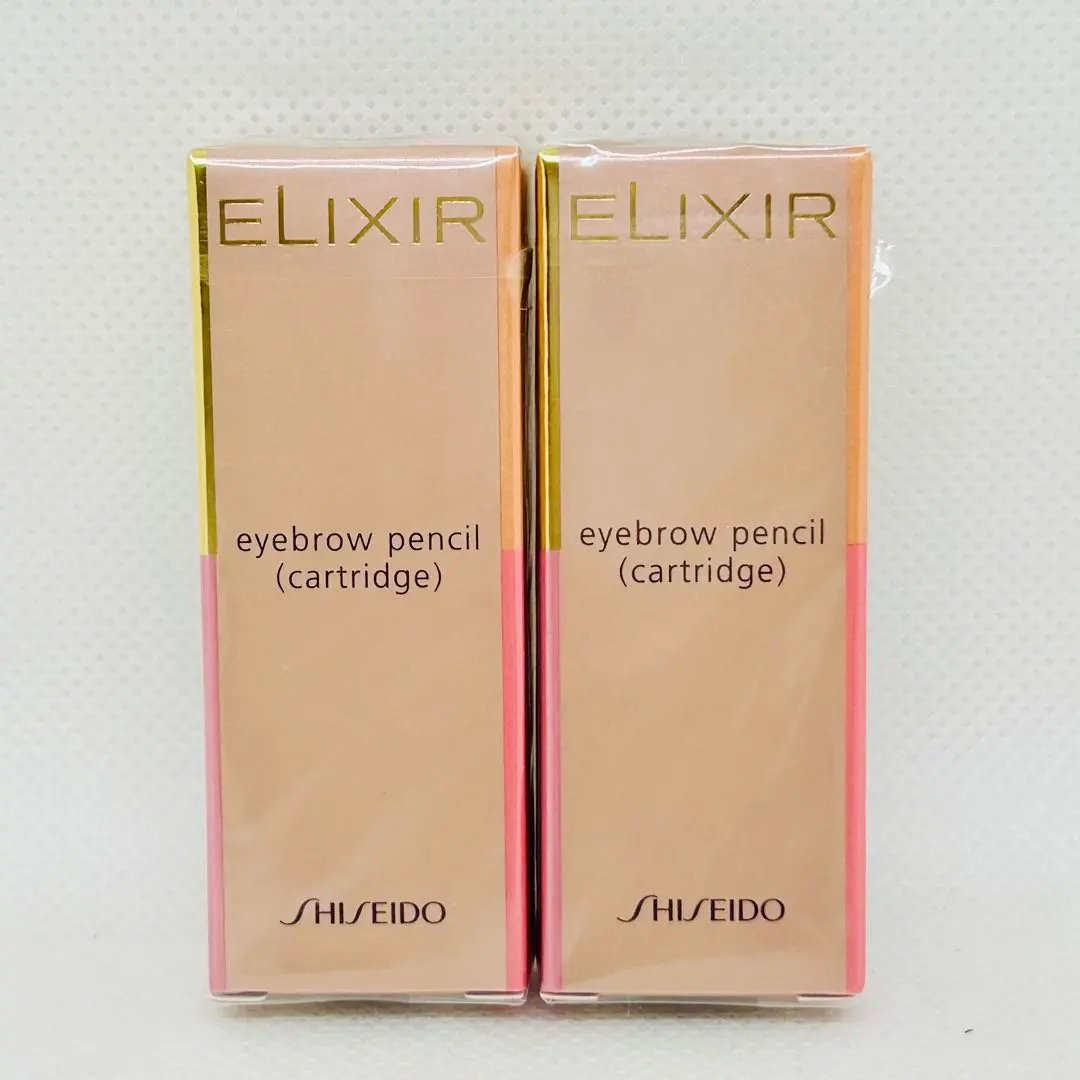 ELIXIR
eyebrow pencil
(cartridge)
SHISEIDO
ELIXIR
eyebrow pencil
(cartridge)
SHISEIDO